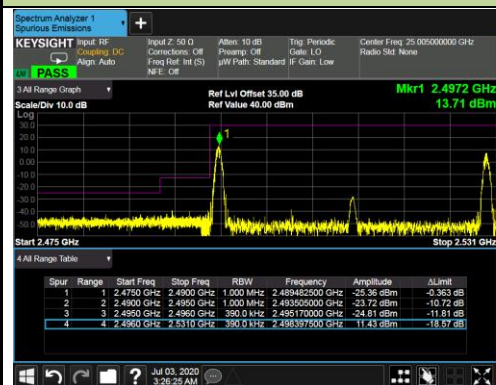 Spectrum Analyzer 1
Spurious Emissions
+
KEYSIGHT Input: RF Input Z: 50 Ω Atten: 10 dB Trig: Periodic Center Freq: 25.005000000 GHz
Coupling: DC Corrections: Off Preamp: Off Gate: LO Radio Std: None
Align: Auto Freq Ref: Int (S) µW Path: Standard IF Gain: Low
NFE: Off
PASS
3 All Range Graph
Ref Lvl Offset 35.00 dB Mkr1 2.4972 GHz
Scale/Div 10.0 dB Ref Value 40.00 dBm 13.71 dBm
Log
30.0
20.0
10.0
0.00
-10.0
-20.0
-30.0
-40.0
-50.0
1
Start 2.475 GHz Stop 2.531 GHz
4 All Range Table
Spur Range Start Freq Stop Freq RBW Frequency Amplitude ΔLimit
1 1 2.4750 GHz 2.4900 GHz 1.000 MHz 2.489482500 GHz -25.36 dBm -0.363 dB
2 2 2.4900 GHz 2.4950 GHz 1.000 MHz 2.493505000 GHz -23.72 dBm -10.72 dB
3 3 2.4950 GHz 2.4960 GHz 390.0 kHz 2.495170000 GHz -24.81 dBm -11.81 dB
4 4 2.4960 GHz 2.5310 GHz 390.0 kHz 2.498397500 GHz 11.43 dBm -18.57 dB
? Jul 03, 2020
3:26:25 AM